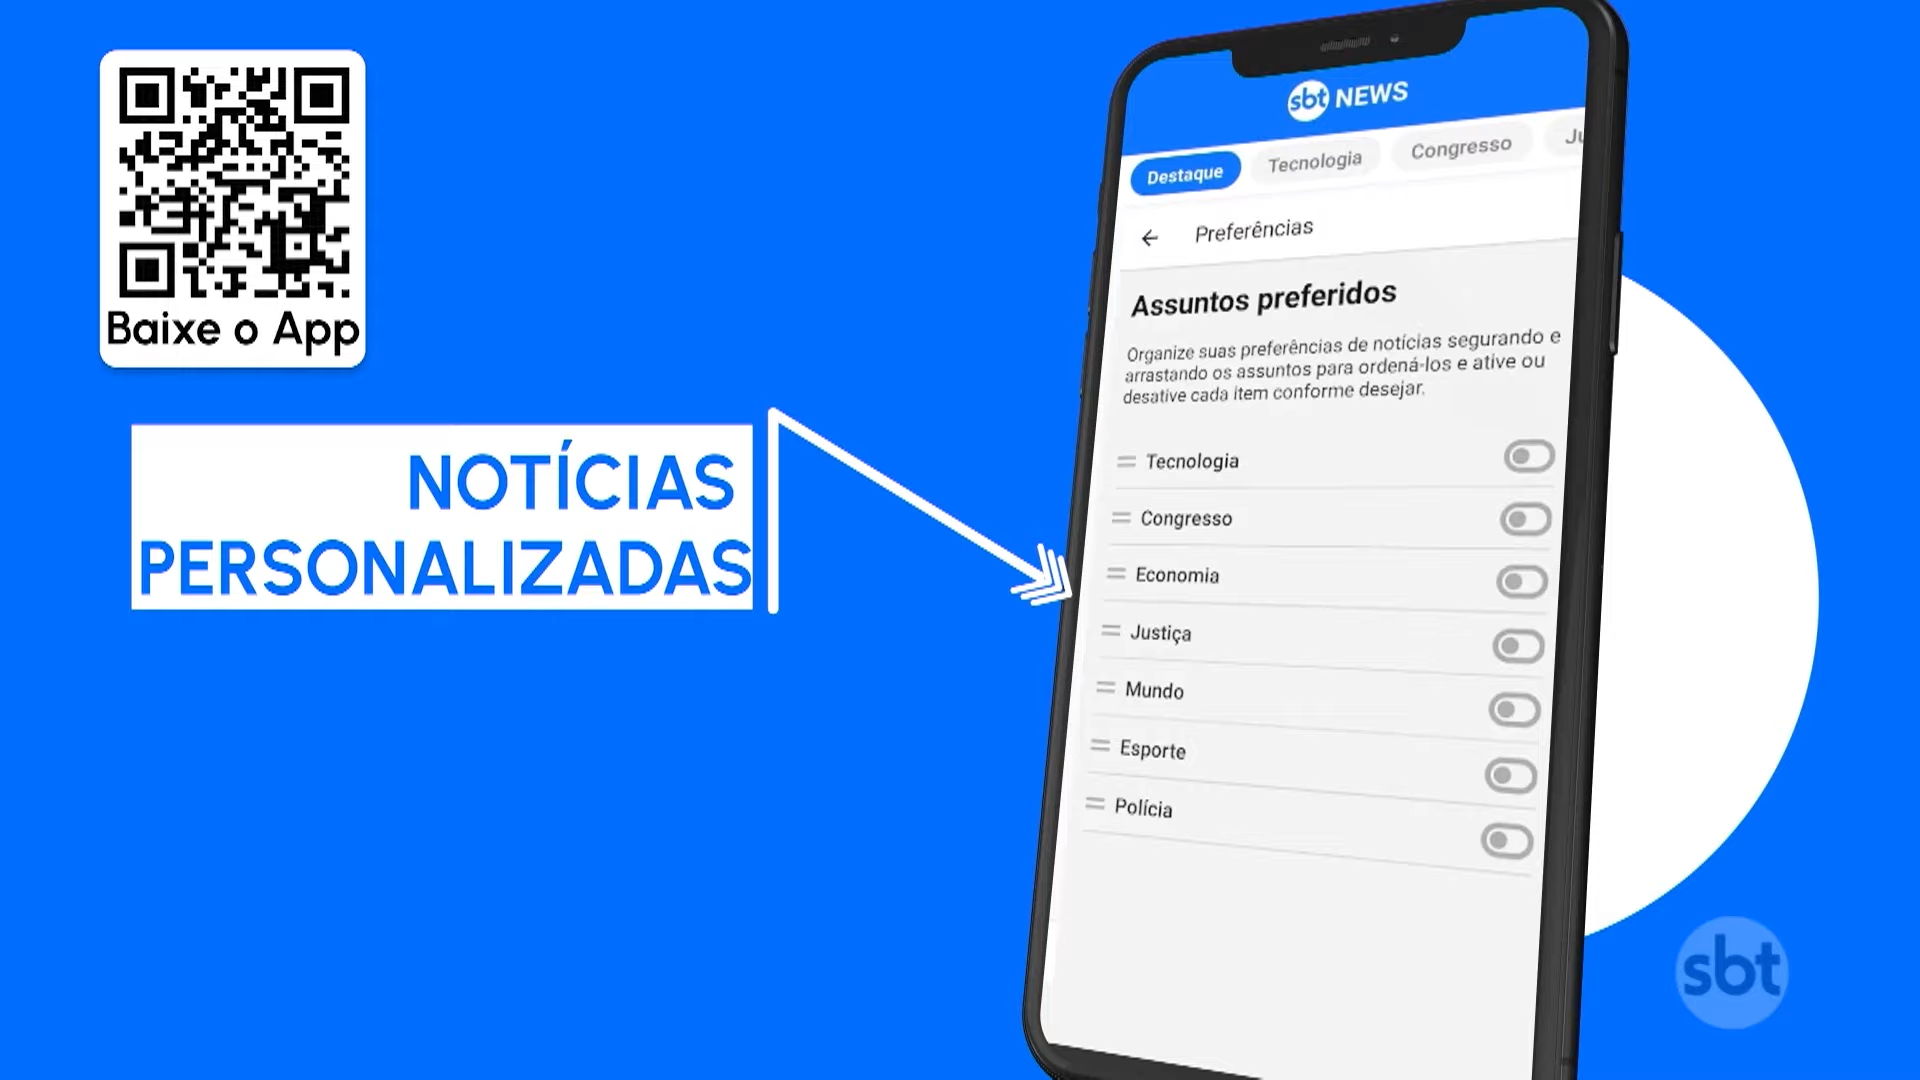 Baixe o App
NOTÍCIAS
PERSONALIZADAS
sbt NEWS
Destaque Tecnologia Congresso Ju
Preferências
Assuntos preferidos
Organize suas preferências de notícias segurando e
arrastando os assuntos para ordená-los e ative ou
desative cada item conforme desejar.
Tecnologia
Congresso
Economia
Justiça
Mundo
Esporte
Polícia
sbt